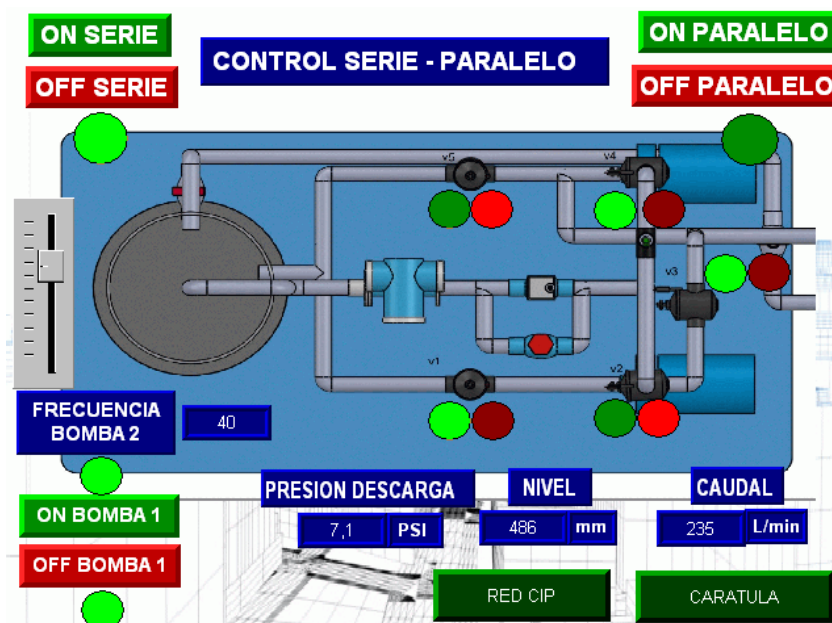 ON SERIE
OFF SERIE
CONTROL SERIE - PARALELO
ON PARALELO
OFF PARALELO
v5
v4
v3
v1
v2
FRECUENCIA
BOMBA 2
40
ON BOMBA 1
OFF BOMBA 1
PRESION DESCARGA
7,1 PSI
NIVEL
486 mm
CAUDAL
235 L/min
RED CIP
CARATULA